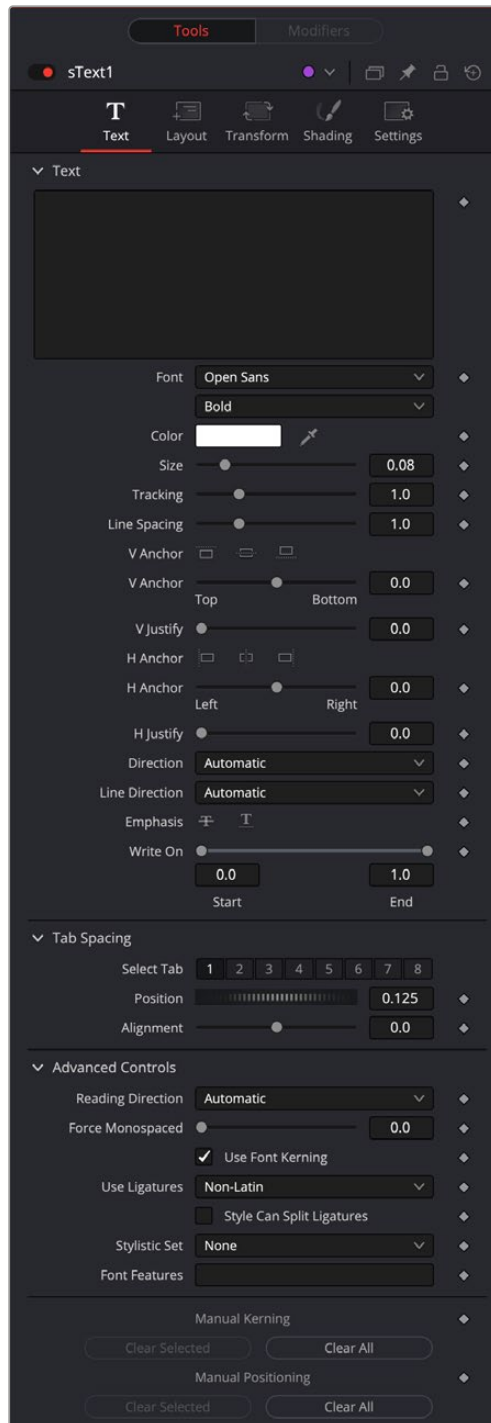 Tools Modifiers
sText1
T
Text Layout Transform Shading Settings
Text
Font Open Sans
Bold
Color
Size 0.08
Tracking 1.0
Line Spacing 1.0
V Anchor
V Anchor 0.0
Top Bottom
V Justify 0.0
H Anchor
H Anchor 0.0
Left Right
H Justify 0.0
Direction Automatic
Line Direction Automatic
Emphasis T T
Write On
0.0 1.0
Start End
Tab Spacing
Select Tab 1 2 3 4 5 6 7 8
Position 0.125
Alignment 0.0
Advanced Controls
Reading Direction Automatic
Force Monospaced 0.0
Use Font Kerning
Use Ligatures Non-Latin
Style Can Split Ligatures
Stylistic Set None
Font Features
Manual Kerning
Clear Selected Clear All
Manual Positioning
Clear Selected Clear All